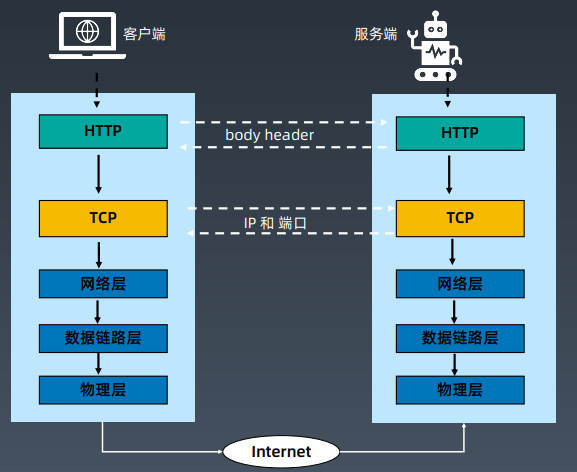 客户端
服务端
HTTP
body header
HTTP
TCP
IP 和 端口
TCP
网络层
网络层
数据链路层
数据链路层
物理层
物理层
Internet